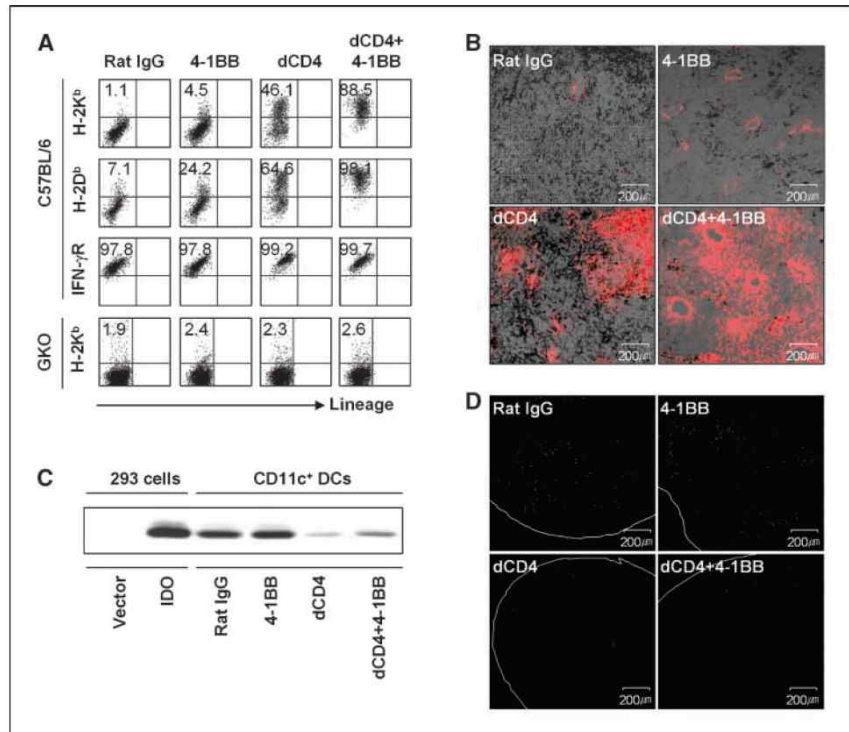 A
Rat IgG 4-1BB dCD4 dCD4+ 4-1BB
C57BL/6
H-2Kᵇ
1.1 4.5 46.1 88.5
H-2Dᵇ
7.1 24.2 64.6 98.1
IFN-γR
97.8 97.8 99.2 99.7
GKO
H-2Kᵇ
1.9 2.4 2.3 2.6
Lineage
B
Rat IgG 4-1BB
200㎛ 200㎛
dCD4 dCD4+4-1BB
200㎛ 200㎛
C
293 cells CD11c⁺ DCs
Vector IDO Rat IgG 4-1BB dCD4 dCD4+4-1BB
D
Rat IgG 4-1BB
200㎛ 200㎛
dCD4 dCD4+4-1BB
200㎛ 200㎛